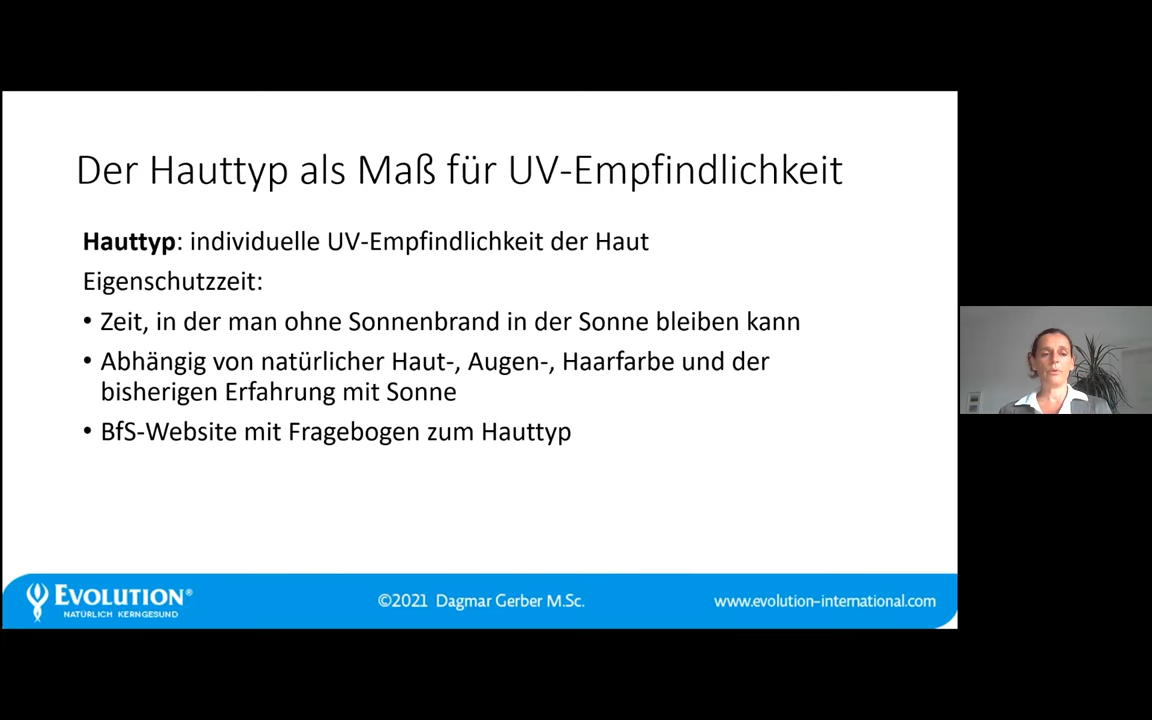 Der Hauttyp als Maß für UV-Empfindlichkeit
Hauttyp: individuelle UV-Empfindlichkeit der Haut
Eigenschutzzeit:
• Zeit, in der man ohne Sonnenbrand in der Sonne bleiben kann
• Abhängig von natürlicher Haut-, Augen-, Haarfarbe und der
bisherigen Erfahrung mit Sonne
• BfS-Website mit Fragebogen zum Hauttyp
EVOLUTION®
NATÜRLICH KERNGESUND
©2021 Dagmar Gerber M.Sc.
www.evolution-international.com